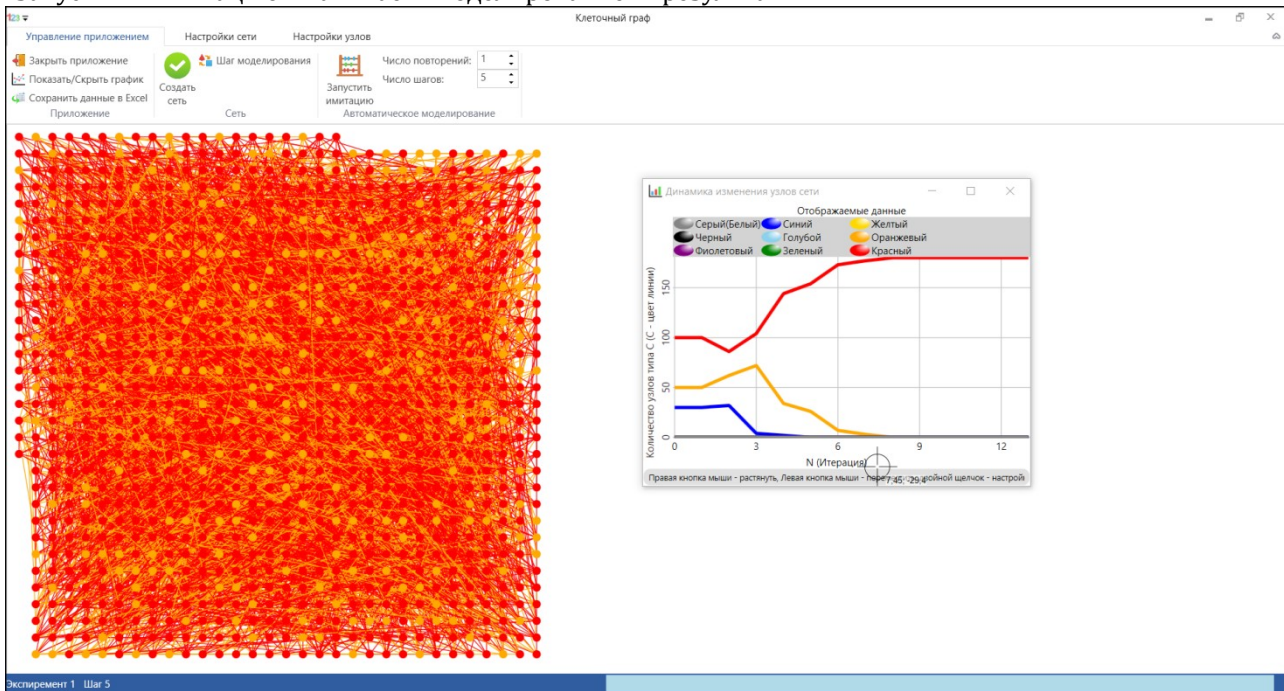 Клеточный граф
Управление приложением Настройки сети Настройки узлов
Закрыть приложение
Показать/Скрыть график
Сохранить данные в Excel
Приложение
Создать сеть
Шаг моделирования
Сеть
Запустить имитацию
Число повторений: 1
Число шагов: 5
Автоматическое моделирование
Динамика изменения узлов сети
Отображаемые данные
Серый(Белый) Синий Желтый
Черный Голубой Оранжевый
Фиолетовый Зеленый Красный
Количество узлов типа C (C - цвет линии)
150
100
50
0
0 3 6 9 12
N (Итерация)
Правая кнопка мыши - растянуть, Левая кнопка мыши - щелчок - настрой
7,45; -29,4
Экспиремент 1 Шаг 5